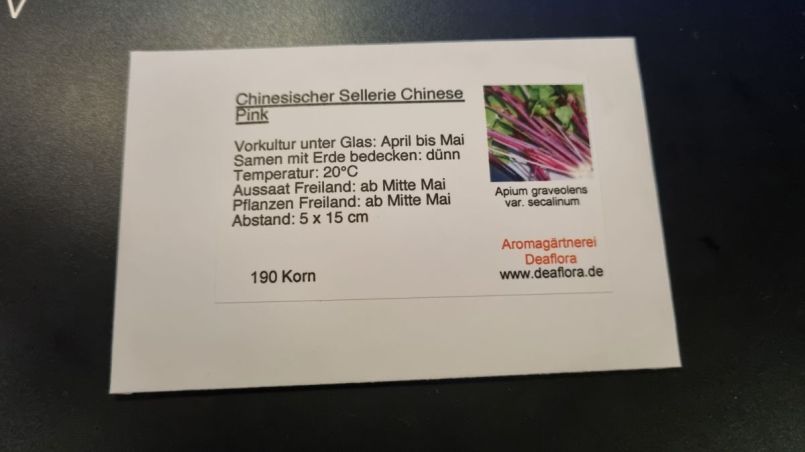 Chinesischer Sellerie Chinese
Pink
Vorkultur unter Glas: April bis Mai
Samen mit Erde bedecken: dünn
Temperatur: 20°C
Aussaat Freiland: ab Mitte Mai
Pflanzen Freiland: ab Mitte Mai
Abstand: 5 x 15 cm
190 Korn
Apium graveolens
var. secalinum
Aromagärtnerei
Deaflora
www.deaflora.de